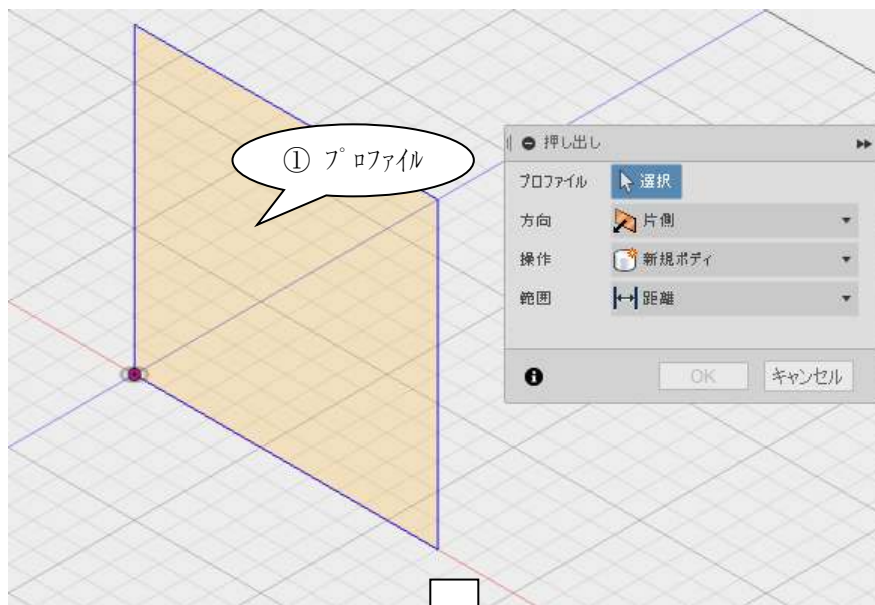 ① プロファイル
押し出し
プロファイル 選択
方向 片側
操作 新規ボディ
範囲 距離
OK キャンセル